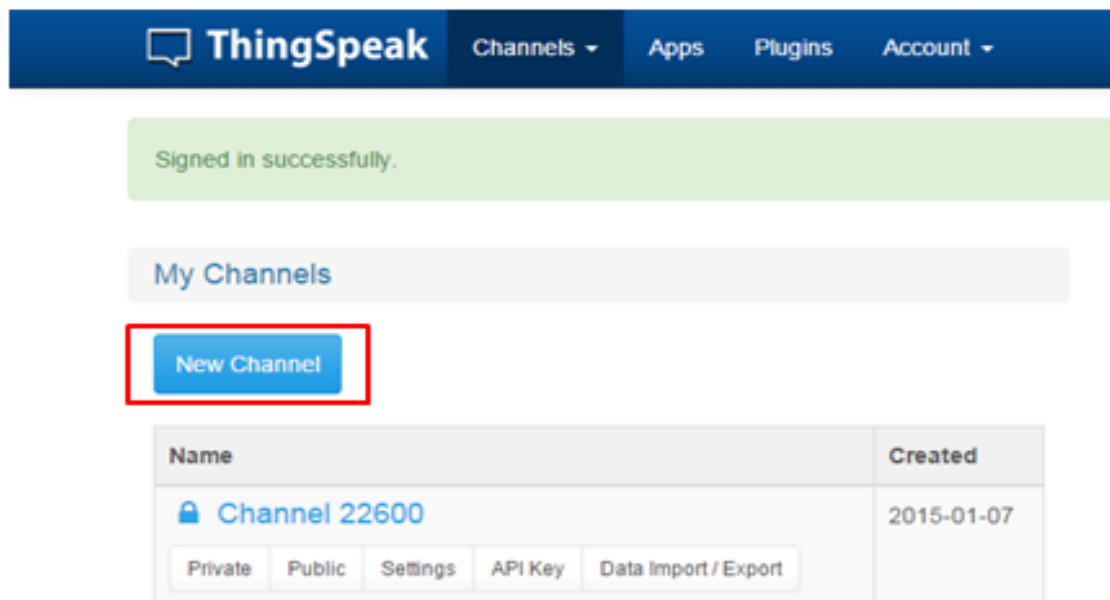 ThingSpeak Channels Apps Plugins Account
Signed in successfully.
My Channels
New Channel
Name Created
Channel 22600 2015-01-07
Private Public Settings API Key Data Import / Export